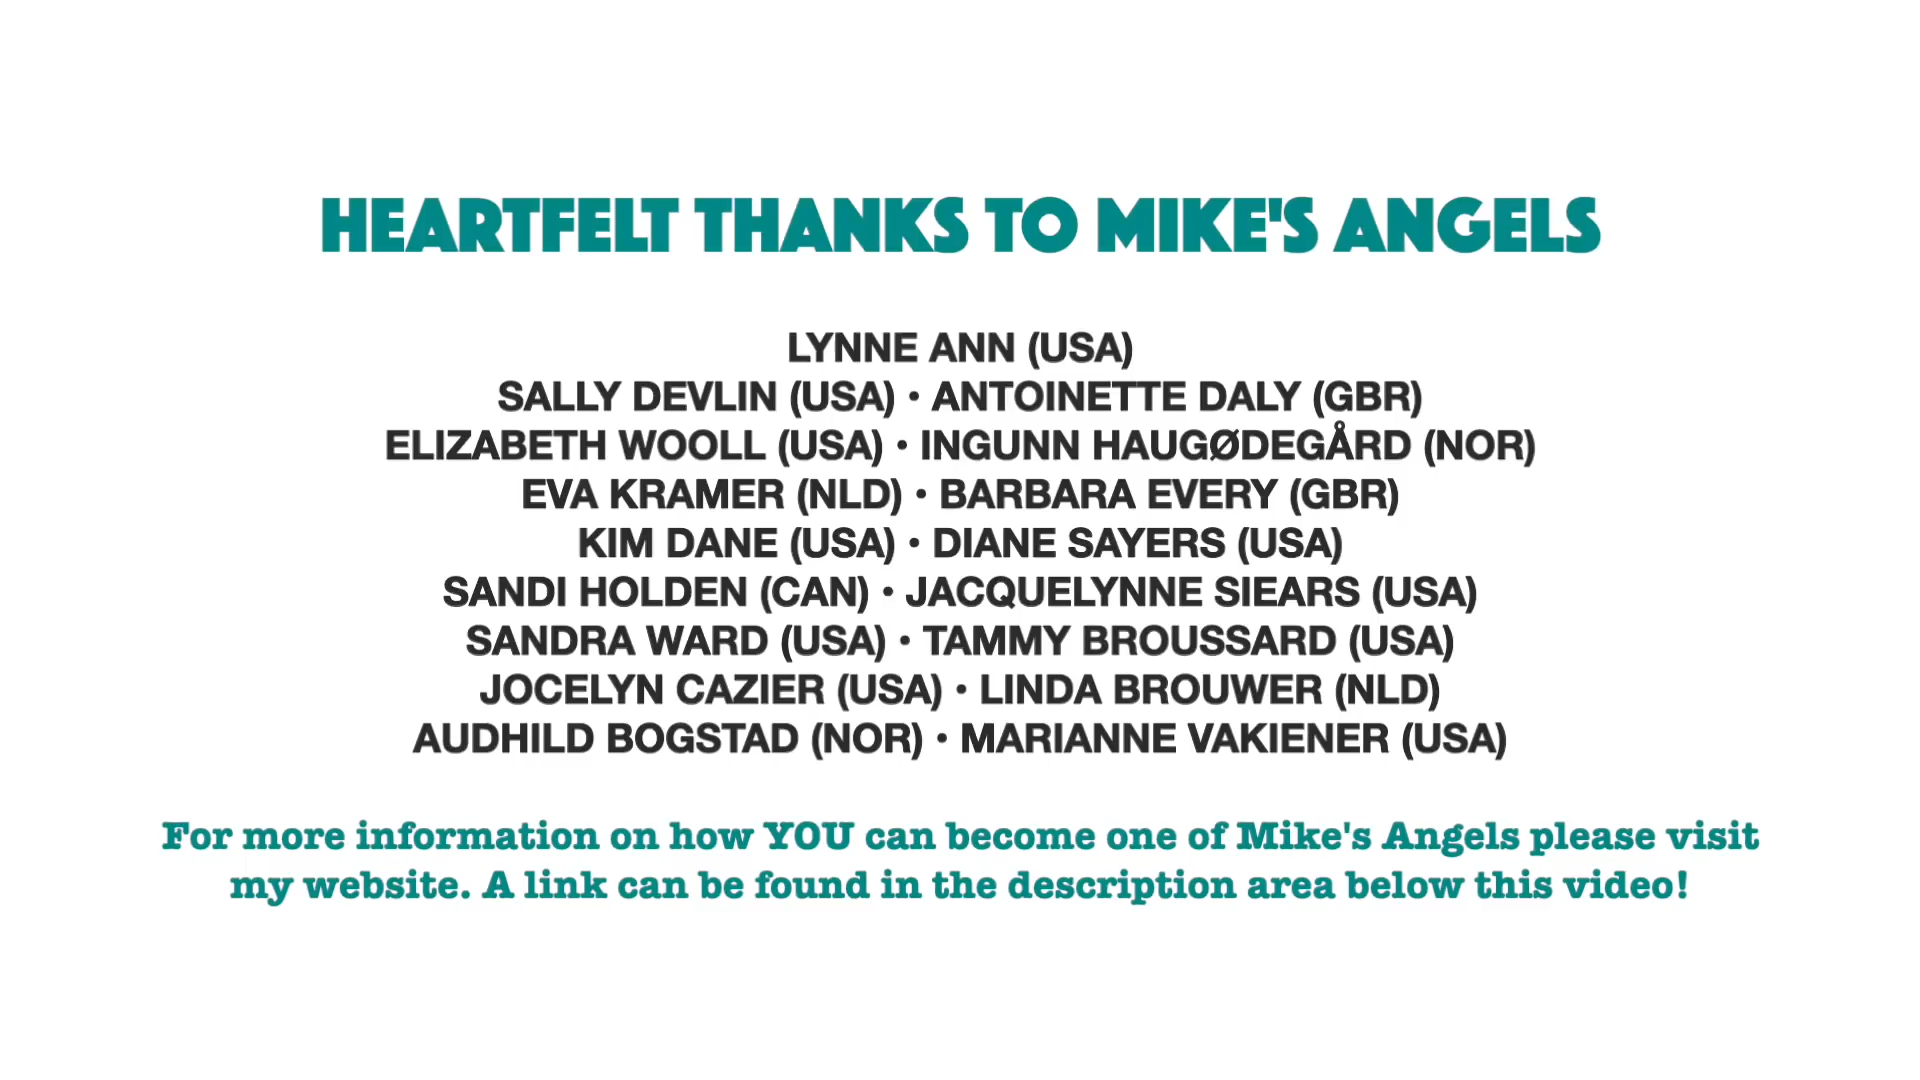 HEARTFELT THANKS TO MIKE'S ANGELS
LYNNE ANN (USA)
SALLY DEVLIN (USA) • ANTOINETTE DALY (GBR)
ELIZABETH WOOLL (USA) • INGUNN HAUGØDEGÅRD (NOR)
EVA KRAMER (NLD) • BARBARA EVERY (GBR)
KIM DANE (USA) • DIANE SAYERS (USA)
SANDI HOLDEN (CAN) • JACQUELYNNE SIEARS (USA)
SANDRA WARD (USA) • TAMMY BROUSSARD (USA)
JOCELYN CAZIER (USA) • LINDA BROUWER (NLD)
AUDHILD BOGSTAD (NOR) • MARIANNE VAKIENER (USA)
For more information on how YOU can become one of Mike's Angels please visit
my website. A link can be found in the description area below this video!